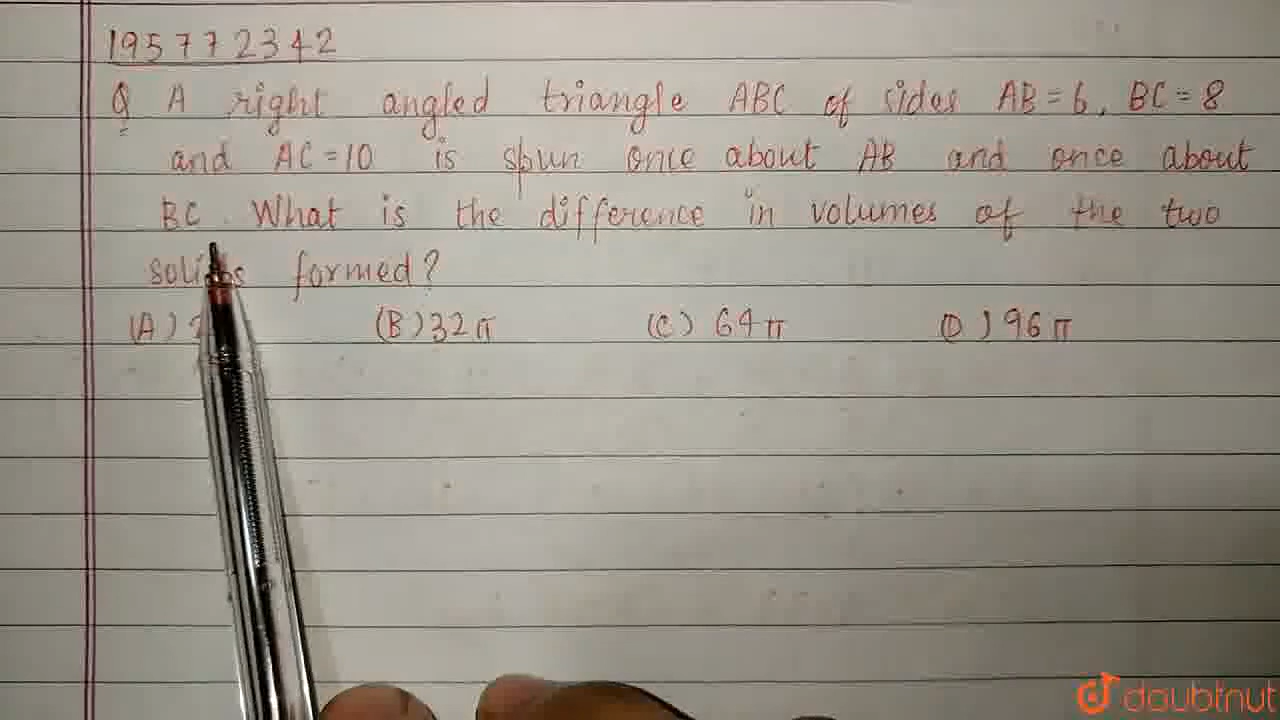 195772342
Q A right angled triangle ABC of sides AB = 6, BC = 8
and AC = 10 is spun once about AB and once about
BC. What is the difference in volumes of the two
solids formed?
(A) (B) 32π (C) 64π (D) 96π
doubtnut